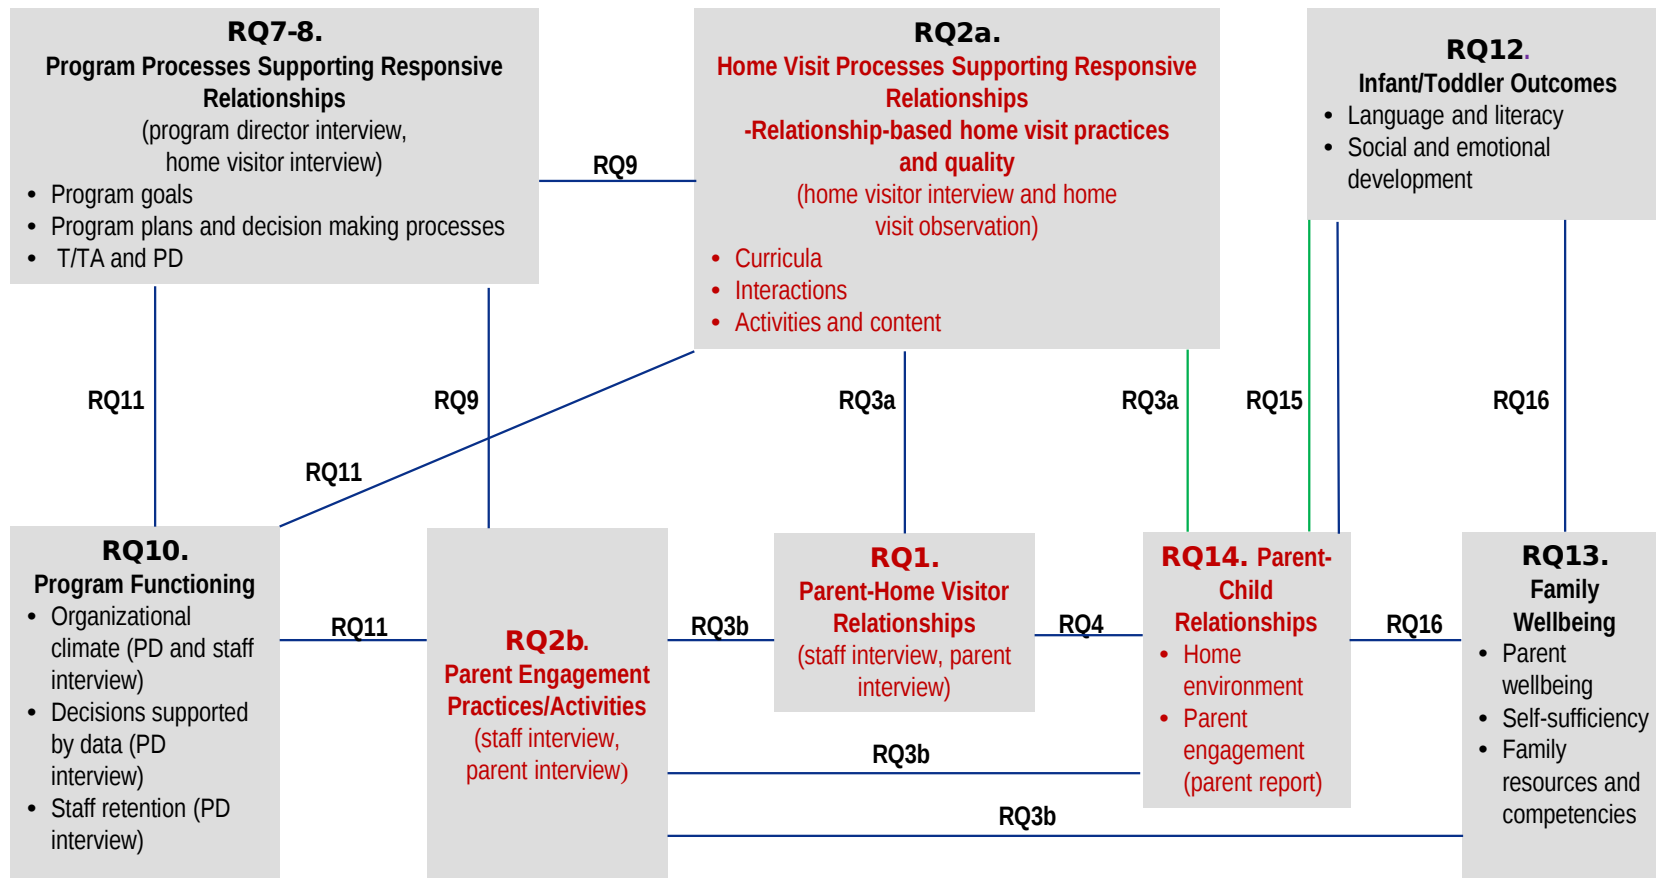 RQ7-8.
Program Processes Supporting Responsive
Relationships
(program director interview,
home visitor interview)
• Program goals
• Program plans and decision making processes
• T/TA and PD
RQ9
RQ2a.
Home Visit Processes Supporting Responsive
Relationships
-Relationship-based home visit practices
and quality
(home visitor interview and home
visit observation)
• Curricula
• Interactions
• Activities and content
RQ12.
Infant/Toddler Outcomes
• Language and literacy
• Social and emotional
development
RQ11
RQ9
RQ11
RQ3a
RQ3a
RQ15
RQ16
RQ10.
Program Functioning
• Organizational
climate (PD and staff
interview)
• Decisions supported
by data (PD
interview)
• Staff retention (PD
interview)
RQ11
RQ2b.
Parent Engagement
Practices/Activities
(staff interview,
parent interview)
RQ3b
RQ1.
Parent-Home Visitor
Relationships
(staff interview, parent
interview)
RQ4
RQ14. Parent-
Child
Relationships
• Home
environment
• Parent
engagement
(parent report)
RQ16
RQ13.
Family
Wellbeing
• Parent
wellbeing
• Self-sufficiency
• Family
resources and
competencies
RQ3b
RQ3b